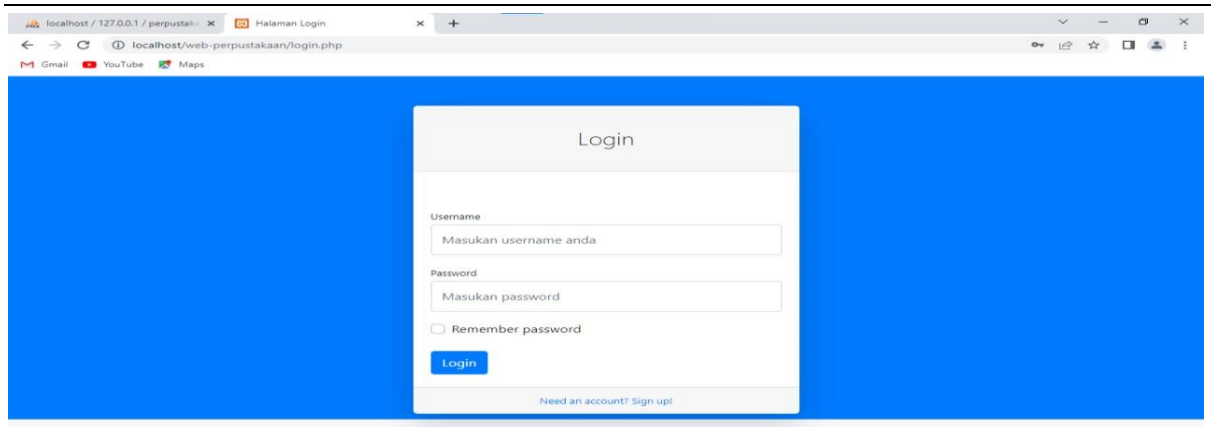 localhost / 127.0.0.1 / perpustaka
Halaman Login
localhost/web-perpustakaan/login.php
Gmail YouTube Maps
Login
Username
Masukan username anda
Password
Masukan password
Remember password
Login
Need an account? Sign up!